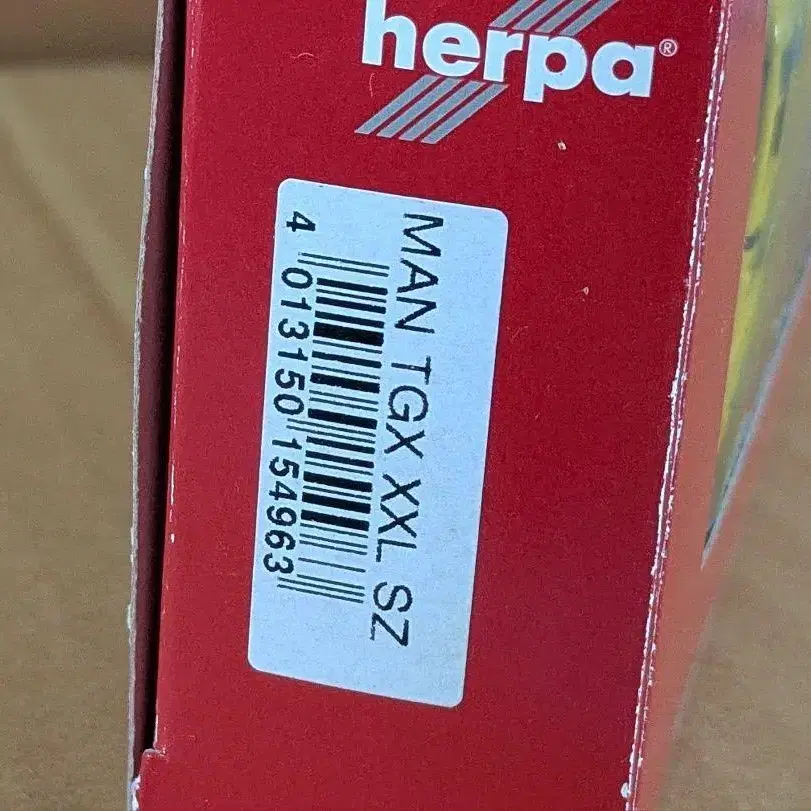 herpa®
MAN TGX XXL SZ
4 013150 154963